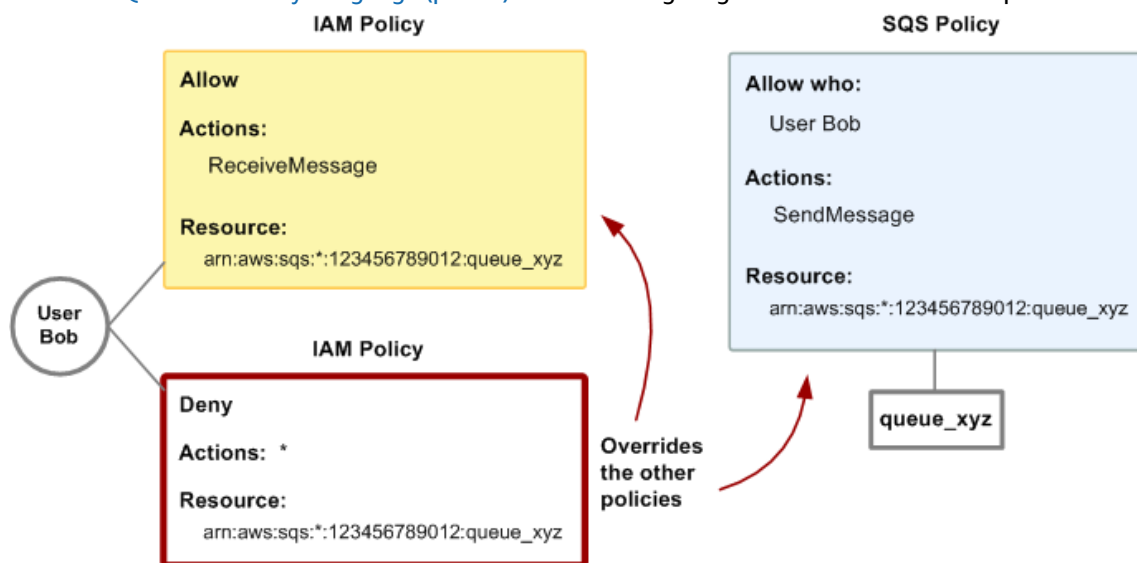 IAM Policy
Allow
Actions:
ReceiveMessage
Resource:
arn:aws:sqs:*:123456789012:queue_xyz
User
Bob
IAM Policy
Deny
Actions: *
Resource:
arn:aws:sqs:*:123456789012:queue_xyz
Overrides
the other
policies
SQS Policy
Allow who:
User Bob
Actions:
SendMessage
Resource:
arn:aws:sqs:*:123456789012:queue_xyz
queue_xyz